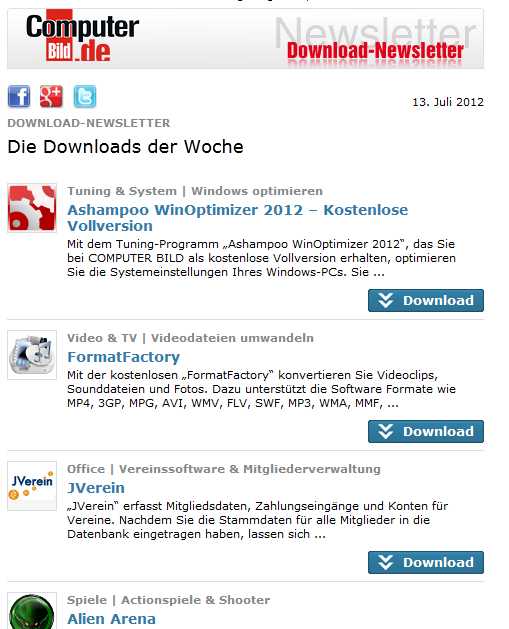 Computer
Bild.de
Newsletter
Download-Newsletter
13. Juli 2012
DOWNLOAD-NEWSLETTER
Die Downloads der Woche
Tuning & System | Windows optimieren
Ashampoo WinOptimizer 2012 – Kostenlose
Vollversion
Mit dem Tuning-Programm „Ashampoo WinOptimizer 2012“, das Sie
bei COMPUTER BILD als kostenlose Vollversion erhalten, optimieren
Sie die Systemeinstellungen Ihres Windows-PCs. Sie ...
Download
Video & TV | Videodateien umwandeln
FormatFactory
Mit der kostenlosen „FormatFactory“ konvertieren Sie Videoclips,
Sounddateien und Fotos. Dazu unterstützt die Software Formate wie
MP4, 3GP, MPG, AVI, WMV, FLV, SWF, MP3, WMA, MMF, ...
Download
Office | Vereinssoftware & Mitgliederverwaltung
JVerein
JVerein
„JVerein“ erfasst Mitgliedsdaten, Zahlungseingänge und Konten für
Vereine. Nachdem Sie die Stammdaten für alle Mitglieder in die
Datenbank eingetragen haben, lassen sich ...
Download
Spiele | Actionspiele & Shooter
Alien Arena